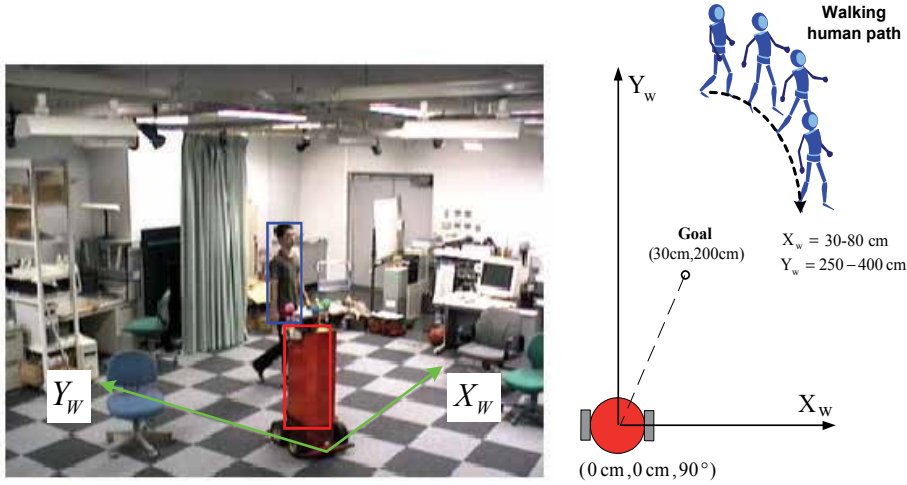 Y_W
X_W
Walking
human path
Y_w
Goal
(30cm,200cm)
X_w = 30-80 cm
Y_w = 250-400 cm
X_w
(0 cm,0 cm,90°)